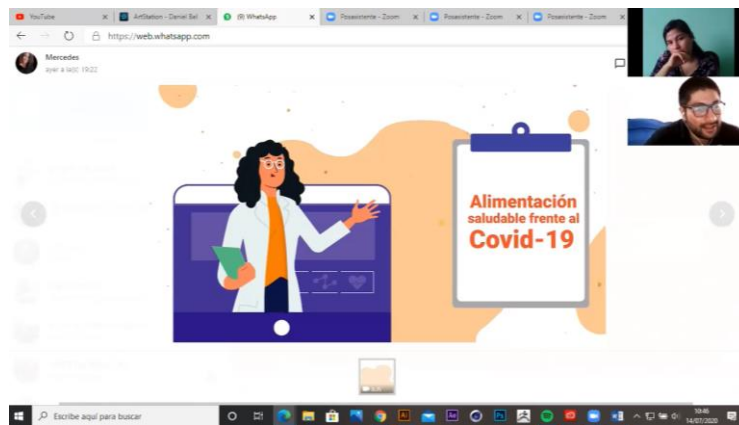 YouTube
ArtStation - Daniel Bel
(9) WhatsApp
Posasistente - Zoom
Posasistente - Zoom
Posasistente - Zoom
https://web.whatsapp.com
Mercedes
ayer a la(s) 19:22
Alimentación
saludable frente al
Covid-19
Escribe aquí para buscar
10:46
14/07/2020